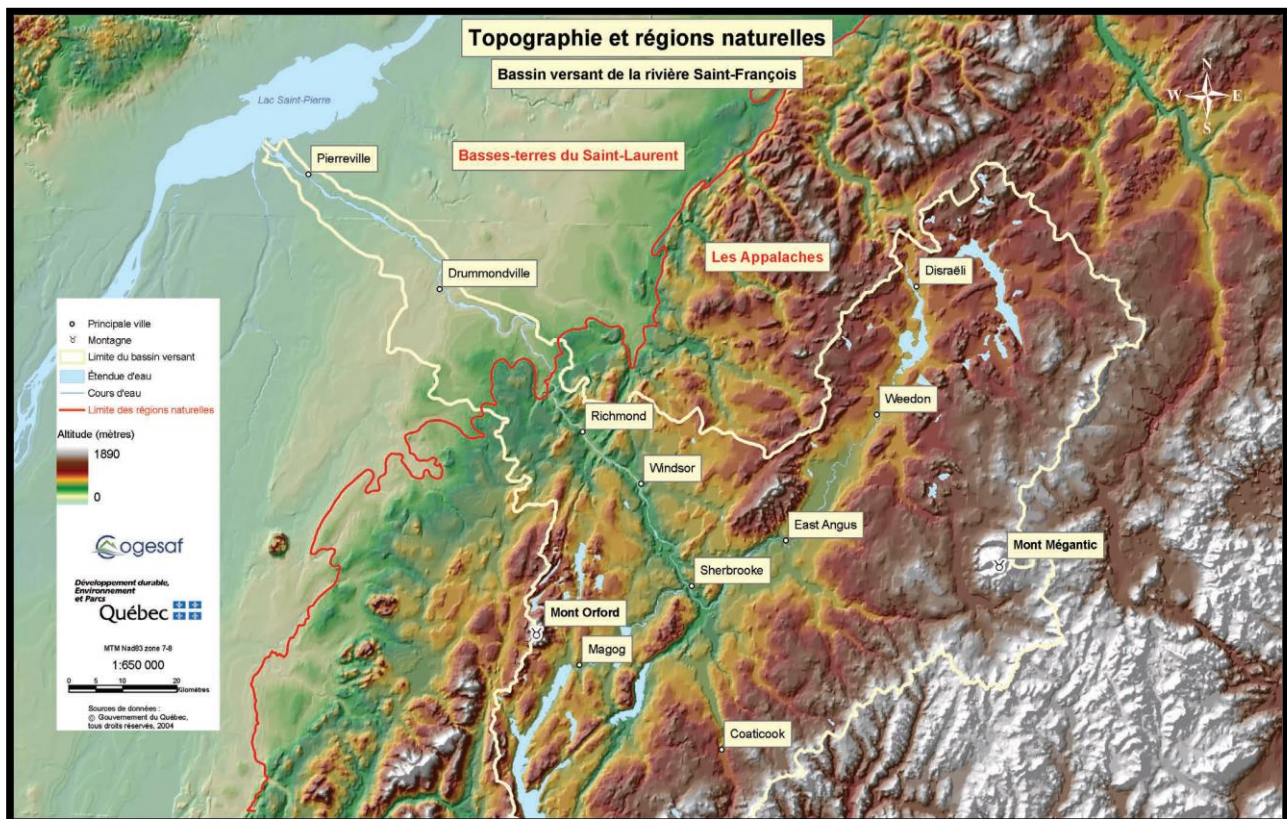 Topographie et régions naturelles
Bassin versant de la rivière Saint-François
N
W E
S
Lac Saint-Pierre
Pierreville
Basses-terres du Saint-Laurent
Les Appalaches
Drummondville
Disraëli
Weedon
Richmond
Windsor
East Angus
Mont Mégantic
Sherbrooke
Mont Orford
Magog
Coaticook
Principale ville
Montagne
Limite du bassin versant
Étendue d'eau
Cours d'eau
Limite des régions naturelles
Altitude (mètres)
1890
0
Cogesaf
Développement durable,
Environnement
et Parcs
Québec
MTM Nad83 zone 7-8
1:650 000
0 5 10 20
Kilomètres
Sources de données :
© Gouvernement du Québec,
tous droits réservés, 2004